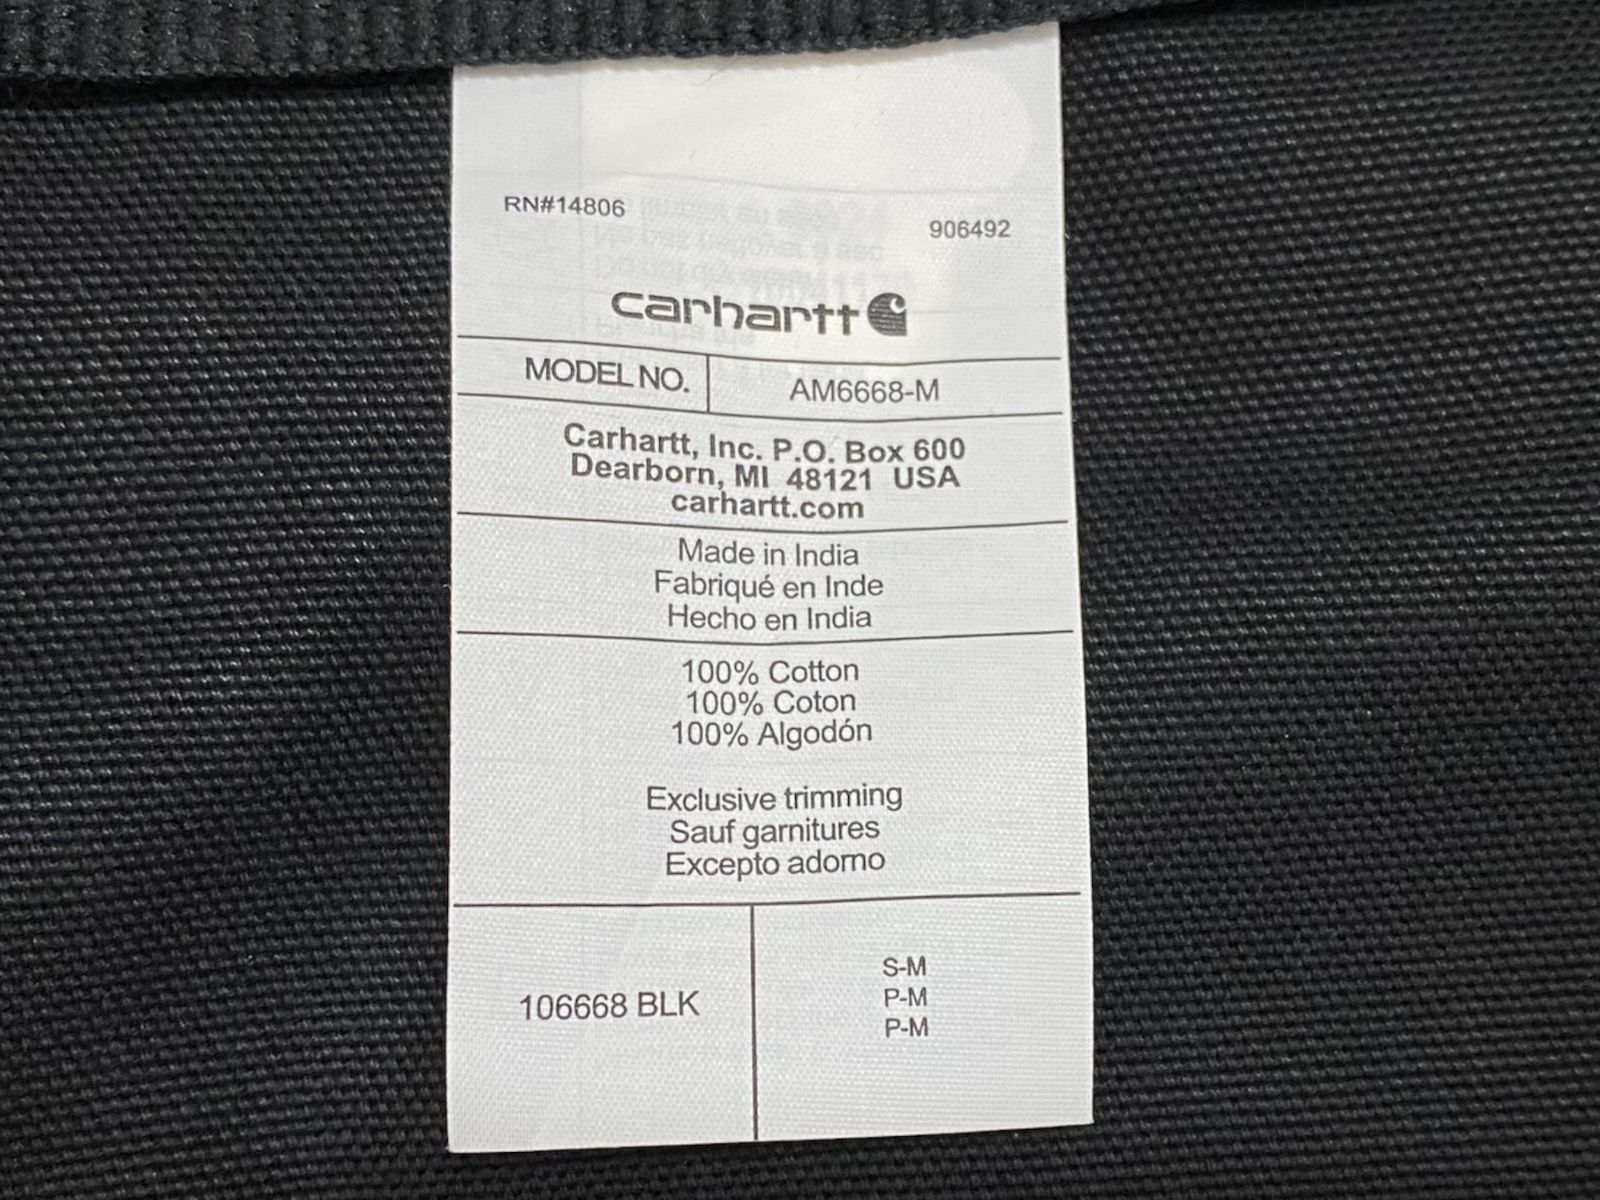 RN#14806
906492
carhartt
MODEL NO. AM6668-M
Carhartt, Inc. P.O. Box 600
Dearborn, MI 48121 USA
carhartt.com
Made in India
Fabriqué en Inde
Hecho en India
100% Cotton
100% Coton
100% Algodón
Exclusive trimming
Sauf garnitures
Excepto adorno
106668 BLK
S-M
P-M
P-M